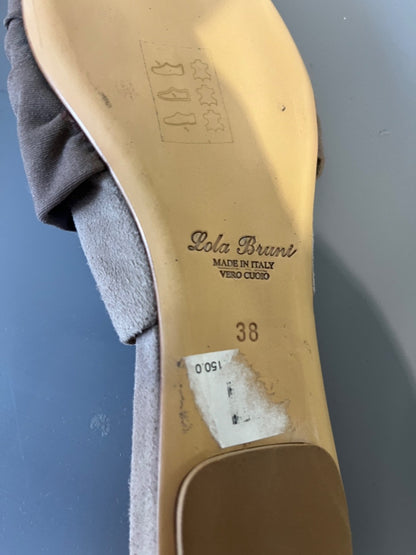 Lola Bruni
MADE IN ITALY
VERO CUOIO
38
150.0